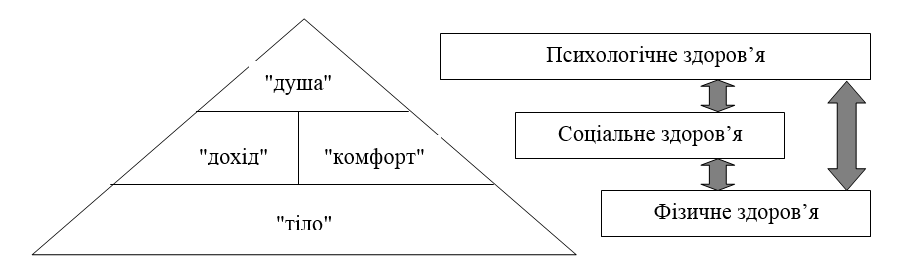 "душа"
"дохід"
"комфорт"
"тіло"
Психологічне здоров’я
Соціальне здоров’я
Фізичне здоров’я